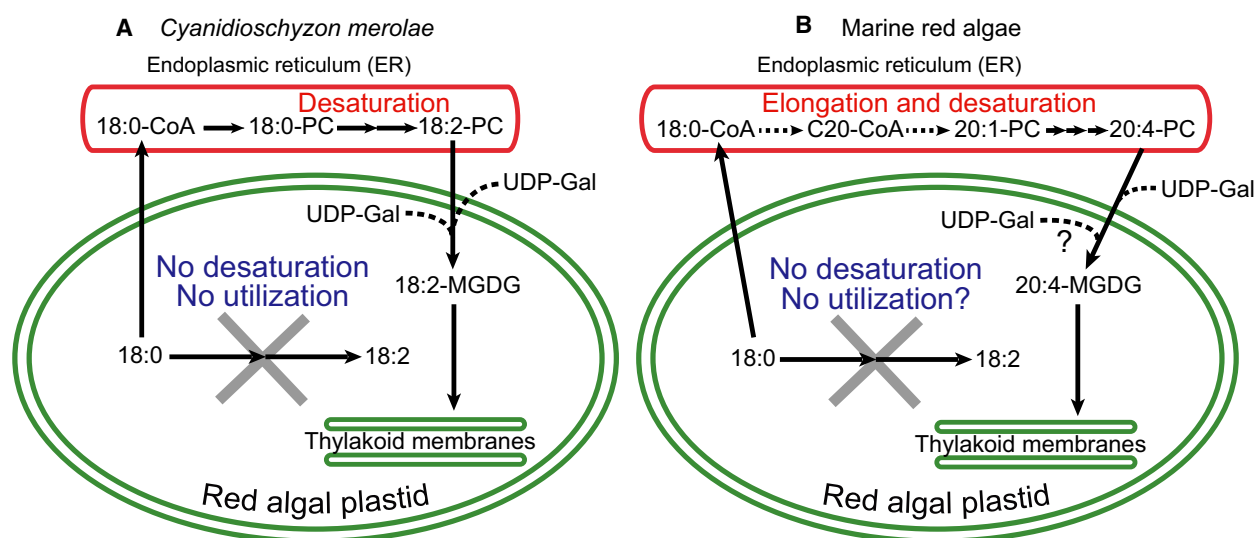 A Cyanidioschyzon merolae
Endoplasmic reticulum (ER)
Desaturation
18:0-CoA 18:0-PC 18:2-PC
UDP-Gal
UDP-Gal
No desaturation
No utilization
18:2-MGDG
18:0 18:2
Thylakoid membranes
Red algal plastid
B Marine red algae
Endoplasmic reticulum (ER)
Elongation and desaturation
18:0-CoA C20-CoA 20:1-PC 20:4-PC
UDP-Gal
UDP-Gal
?
No desaturation
No utilization?
20:4-MGDG
18:0 18:2
Thylakoid membranes
Red algal plastid